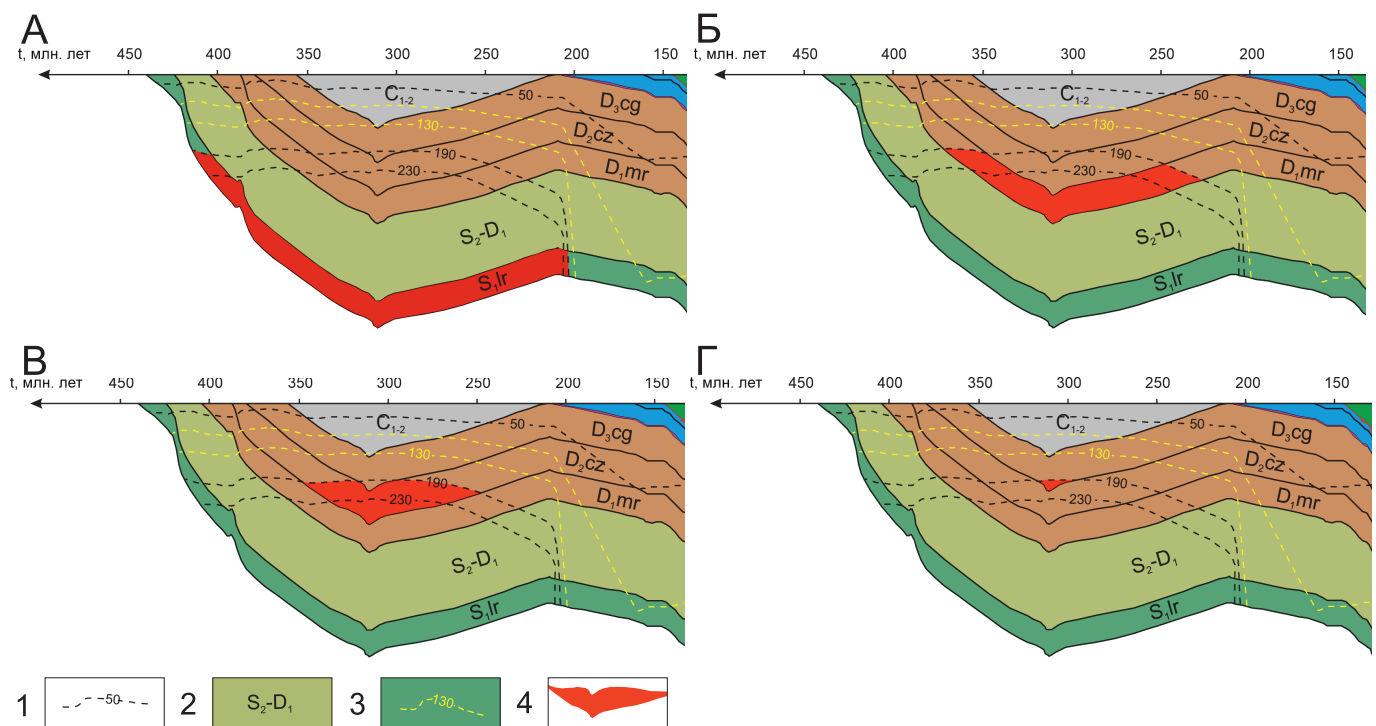 А
t, млн. лет 450 400 350 300 250 200 150
C₁₋₂
50
130
190
230
D₃cg
D₂cz
D₁mr
S₂-D₁
S₁lr
Б
t, млн. лет 450 400 350 300 250 200 150
C₁₋₂
50
130
190
230
D₃cg
D₂cz
D₁mr
S₂-D₁
S₁lr
В
t, млн. лет 450 400 350 300 250 200 150
C₁₋₂
50
130
190
230
D₃cg
D₂cz
D₁mr
S₂-D₁
S₁lr
Г
t, млн. лет 450 400 350 300 250 200 150
C₁₋₂
50
130
190
230
D₃cg
D₂cz
D₁mr
S₂-D₁
S₁lr
1 50 2 S₂-D₁ 3 130 4